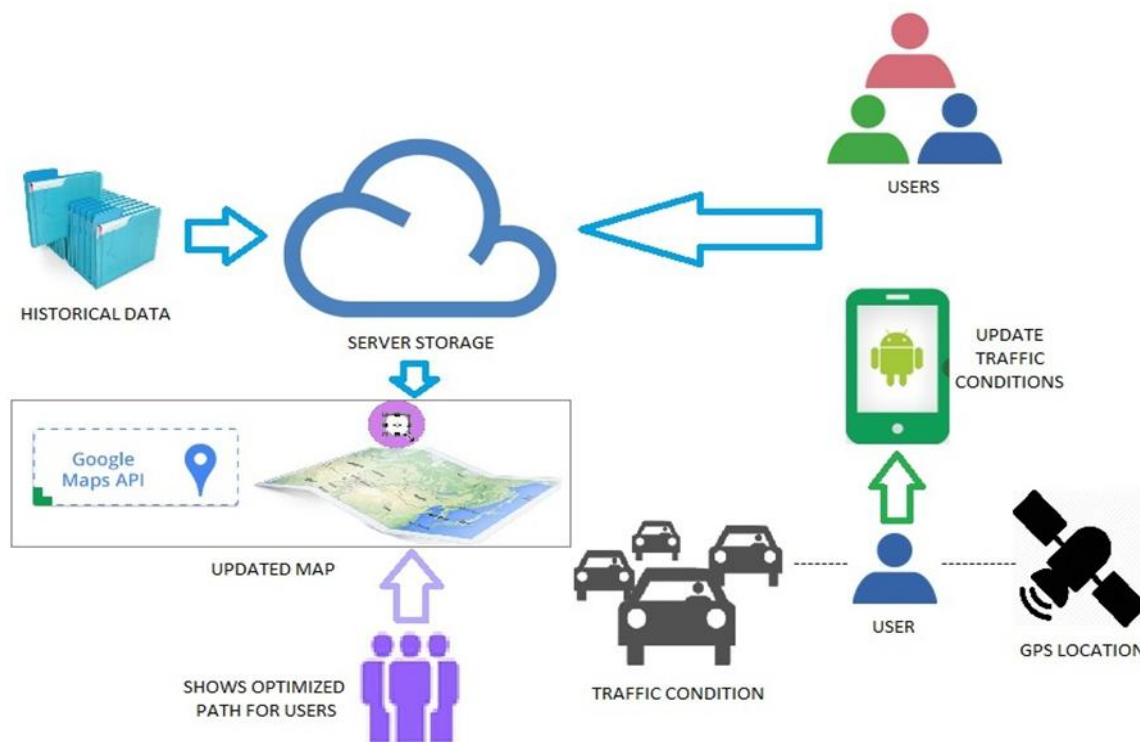 USERS
HISTORICAL DATA
SERVER STORAGE
UPDATE
TRAFFIC
CONDITIONS
Google
Maps API
UPDATED MAP
USER
GPS LOCATION
SHOWS OPTIMIZED
PATH FOR USERS
TRAFFIC CONDITION